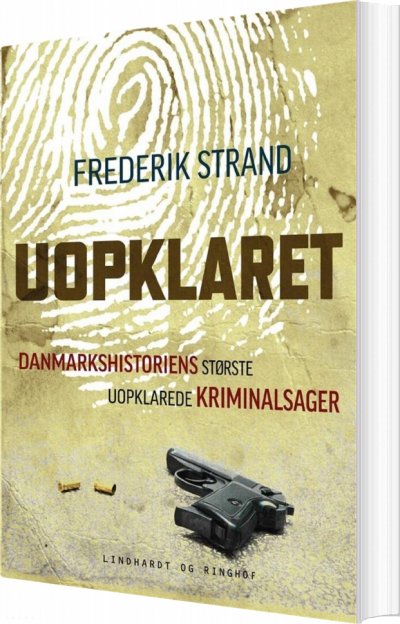 FREDERIK STRAND
UOPKLARET
DANMARKSHISTORIENS STØRSTE
UOPKLAREDE KRIMINALSAGER
LINDHARDT OG RINGHOF